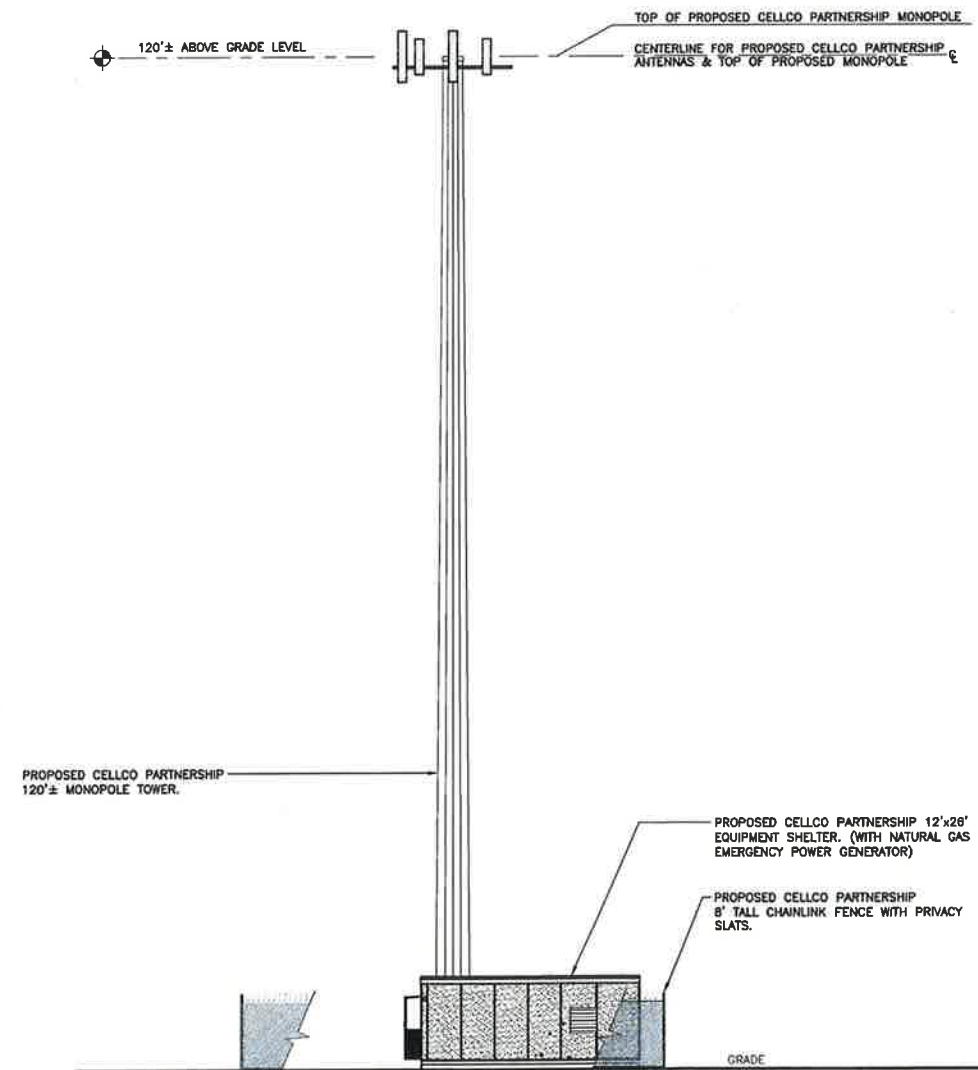 TOP OF PROPOSED CELLCO PARTNERSHIP MONOPOLE
120'± ABOVE GRADE LEVEL
CENTERLINE FOR PROPOSED CELLCO PARTNERSHIP
ANTENNAS & TOP OF PROPOSED MONOPOLE ℄
PROPOSED CELLCO PARTNERSHIP
120'± MONOPOLE TOWER.
PROPOSED CELLCO PARTNERSHIP 12'x26'
EQUIPMENT SHELTER. (WITH NATURAL GAS
EMERGENCY POWER GENERATOR)
PROPOSED CELLCO PARTNERSHIP
8' TALL CHAINLINK FENCE WITH PRIVACY
SLATS.
GRADE